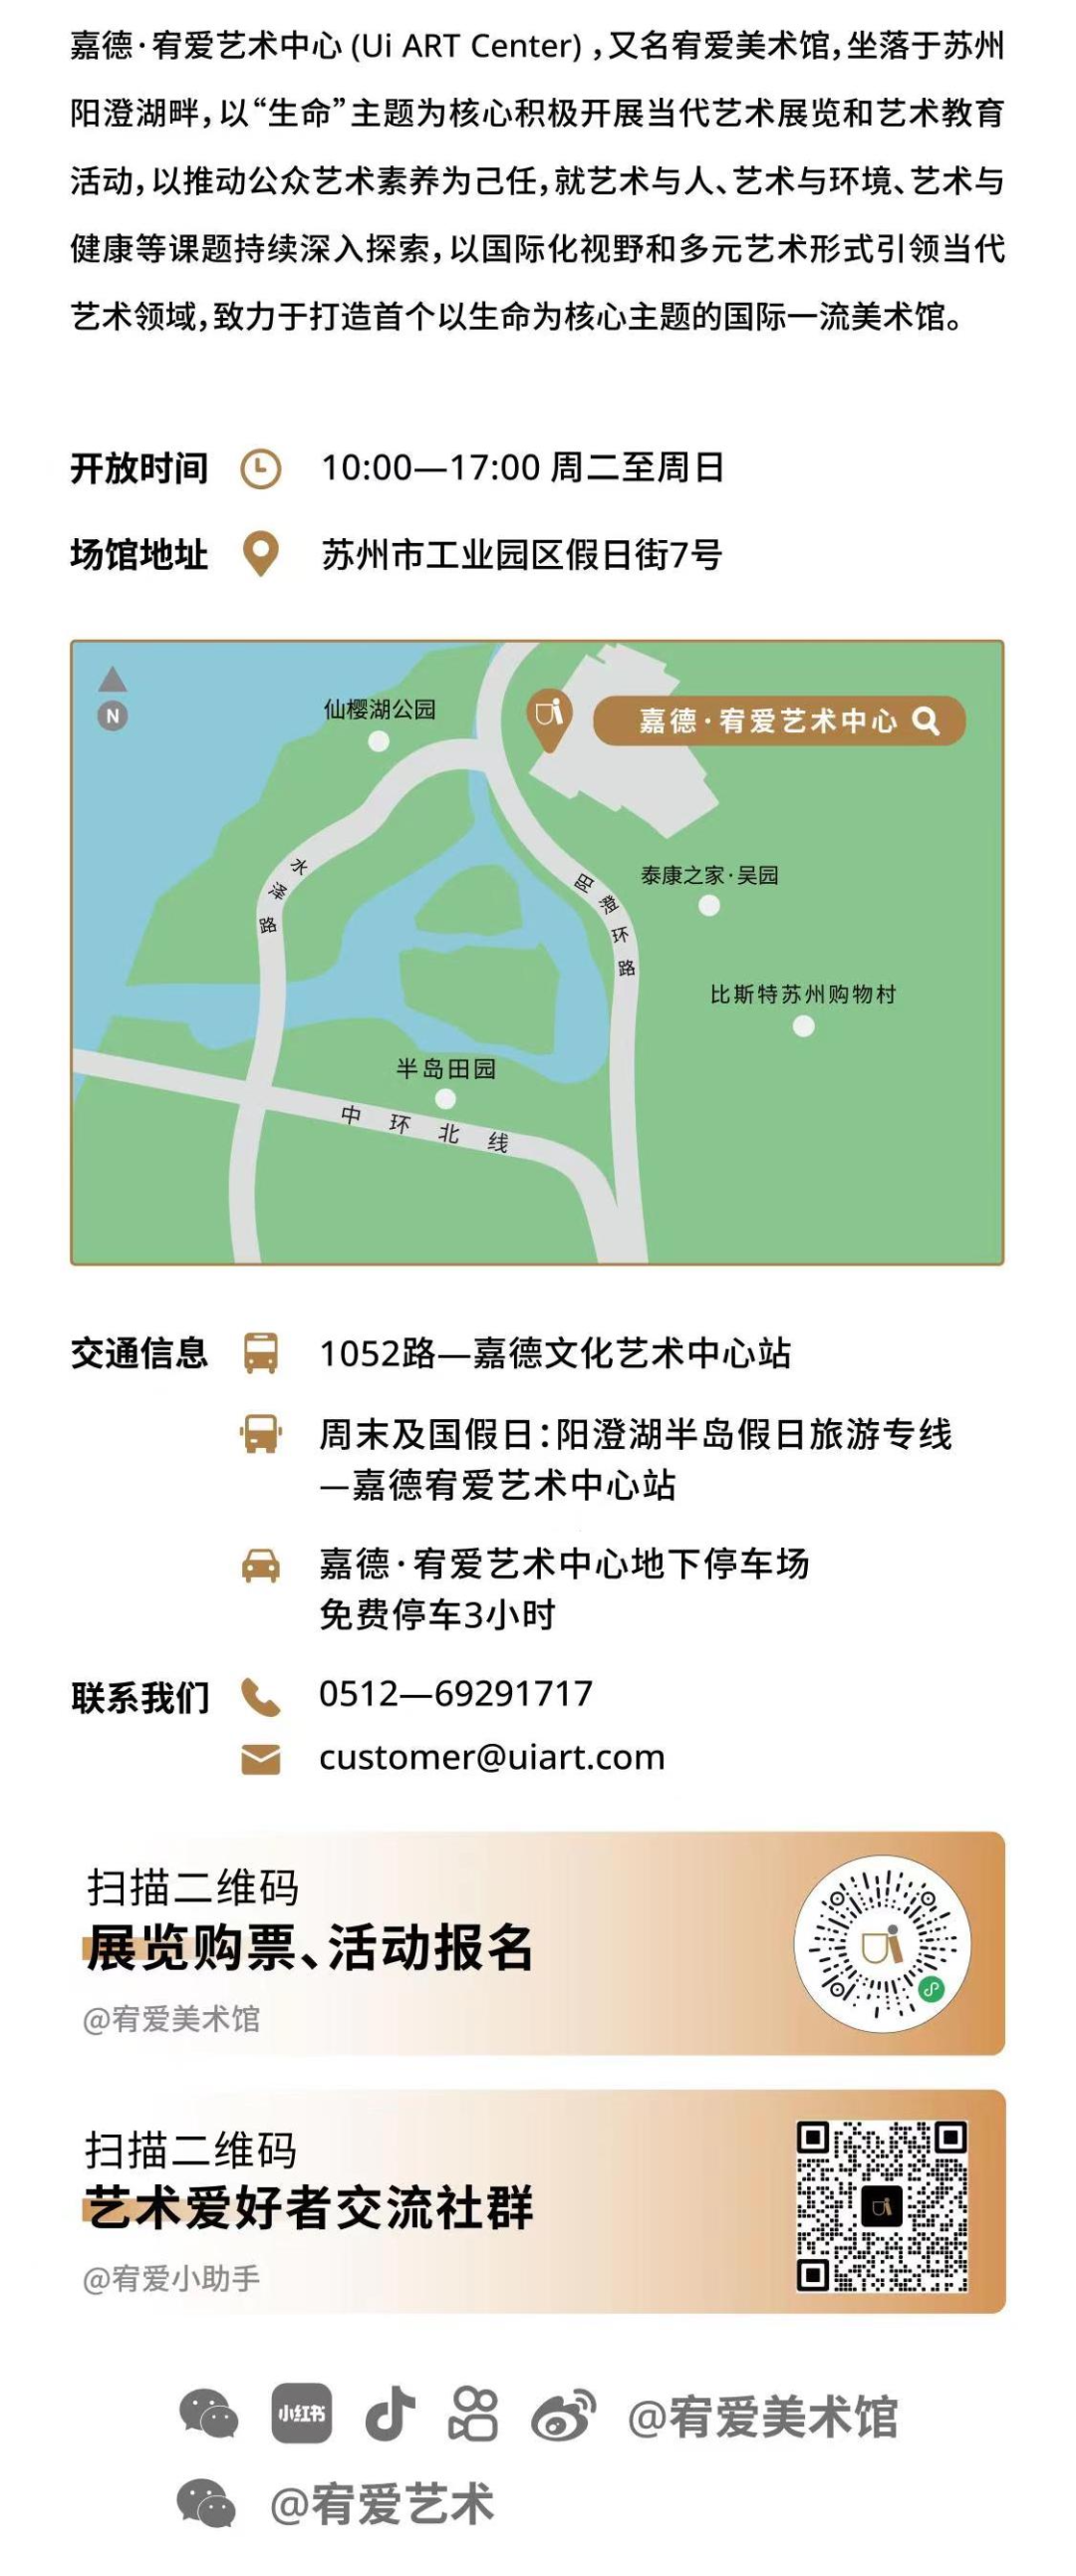 嘉德·宥爱艺术中心 (Ui ART Center) ，又名宥爱美术馆，坐落于苏州
阳澄湖畔，以“生命”主题为核心积极开展当代艺术展览和艺术教育
活动，以推动公众艺术素养为己任，就艺术与人、艺术与环境、艺术与
健康等课题持续深入探索，以国际化视野和多元艺术形式引领当代
艺术领域，致力于打造首个以生命为核心主题的国际一流美术馆。
开放时间 10:00—17:00 周二至周日
场馆地址 苏州市工业园区假日街7号
N
仙樱湖公园
嘉德·宥爱艺术中心
水泽路
阳澄环路
泰康之家·吴园
比斯特苏州购物村
半岛田园
中环北线
交通信息 1052路—嘉德文化艺术中心站
周末及国假日：阳澄湖半岛假日旅游专线
—嘉德宥爱艺术中心站
嘉德·宥爱艺术中心地下停车场
免费停车3小时
联系我们 0512—69291717
customer@uiart.com
扫描二维码
展览购票、活动报名
@宥爱美术馆
扫描二维码
艺术爱好者交流社群
@宥爱小助手
小红书 @宥爱美术馆
@宥爱艺术